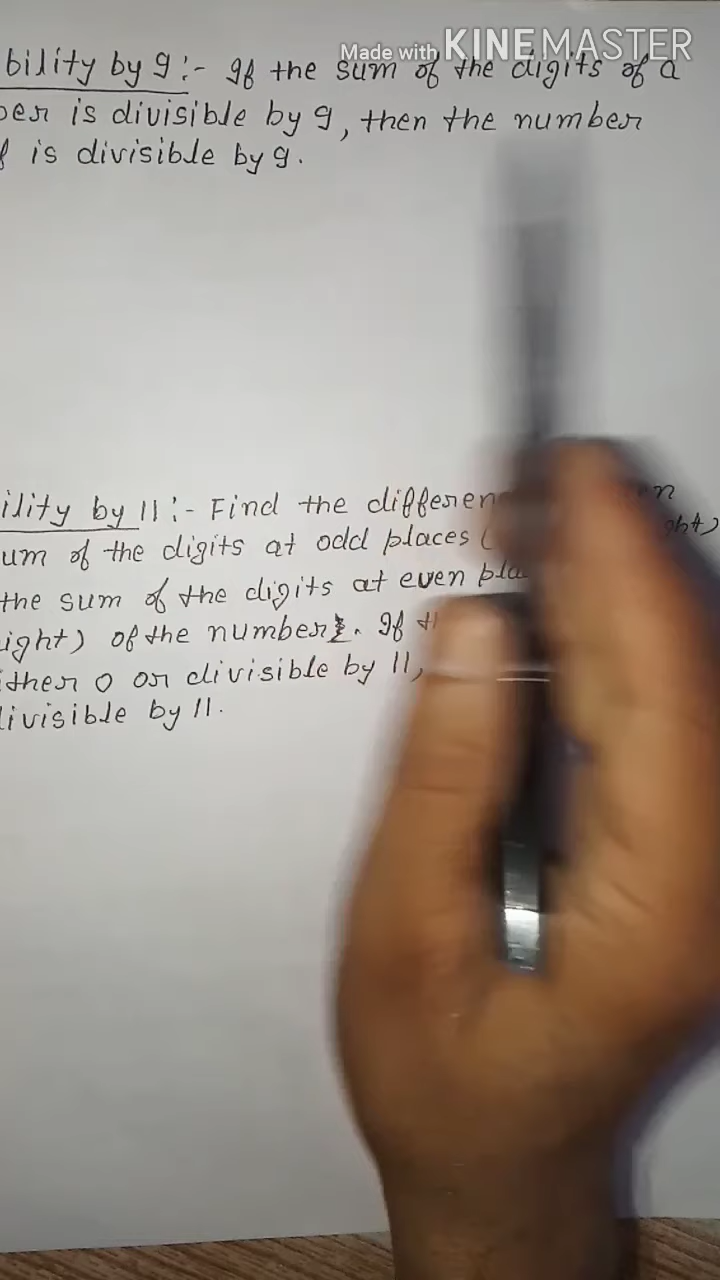 Made with KINEMASTER
bility by 9 :- If the sum of the digits of a
ber is divisible by 9, then the number
f is divisible by 9.
ility by 11 :- Find the differen n
um of the digits at odd places ( ght)
the sum of the digits at even pla
ight) of the number. If t
ither 0 or divisible by 11,
divisible by 11.